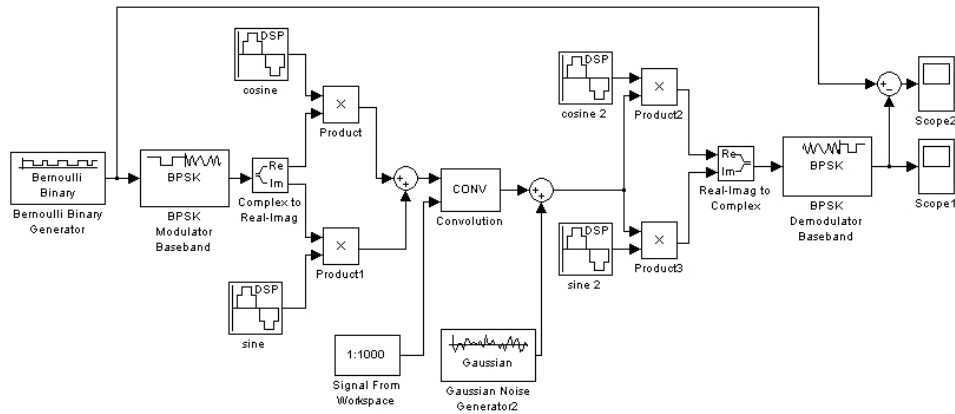 DSP
cosine
×
Product
DSP
cosine 2
×
Product2
+
−
Scope2
Bernoulli
Binary
Bernoulli Binary
Generator
BPSK
BPSK
Modulator
Baseband
Re
Im
Complex to
Real-Imag
×
Product1
+
+
CONV
Convolution
+
+
Re
Im
Real-Imag to
Complex
BPSK
BPSK
Demodulator
Baseband
Scope1
DSP
sine
DSP
sine 2
×
Product3
1:1000
Signal From
Workspace
Gaussian
Gaussian Noise
Generator2